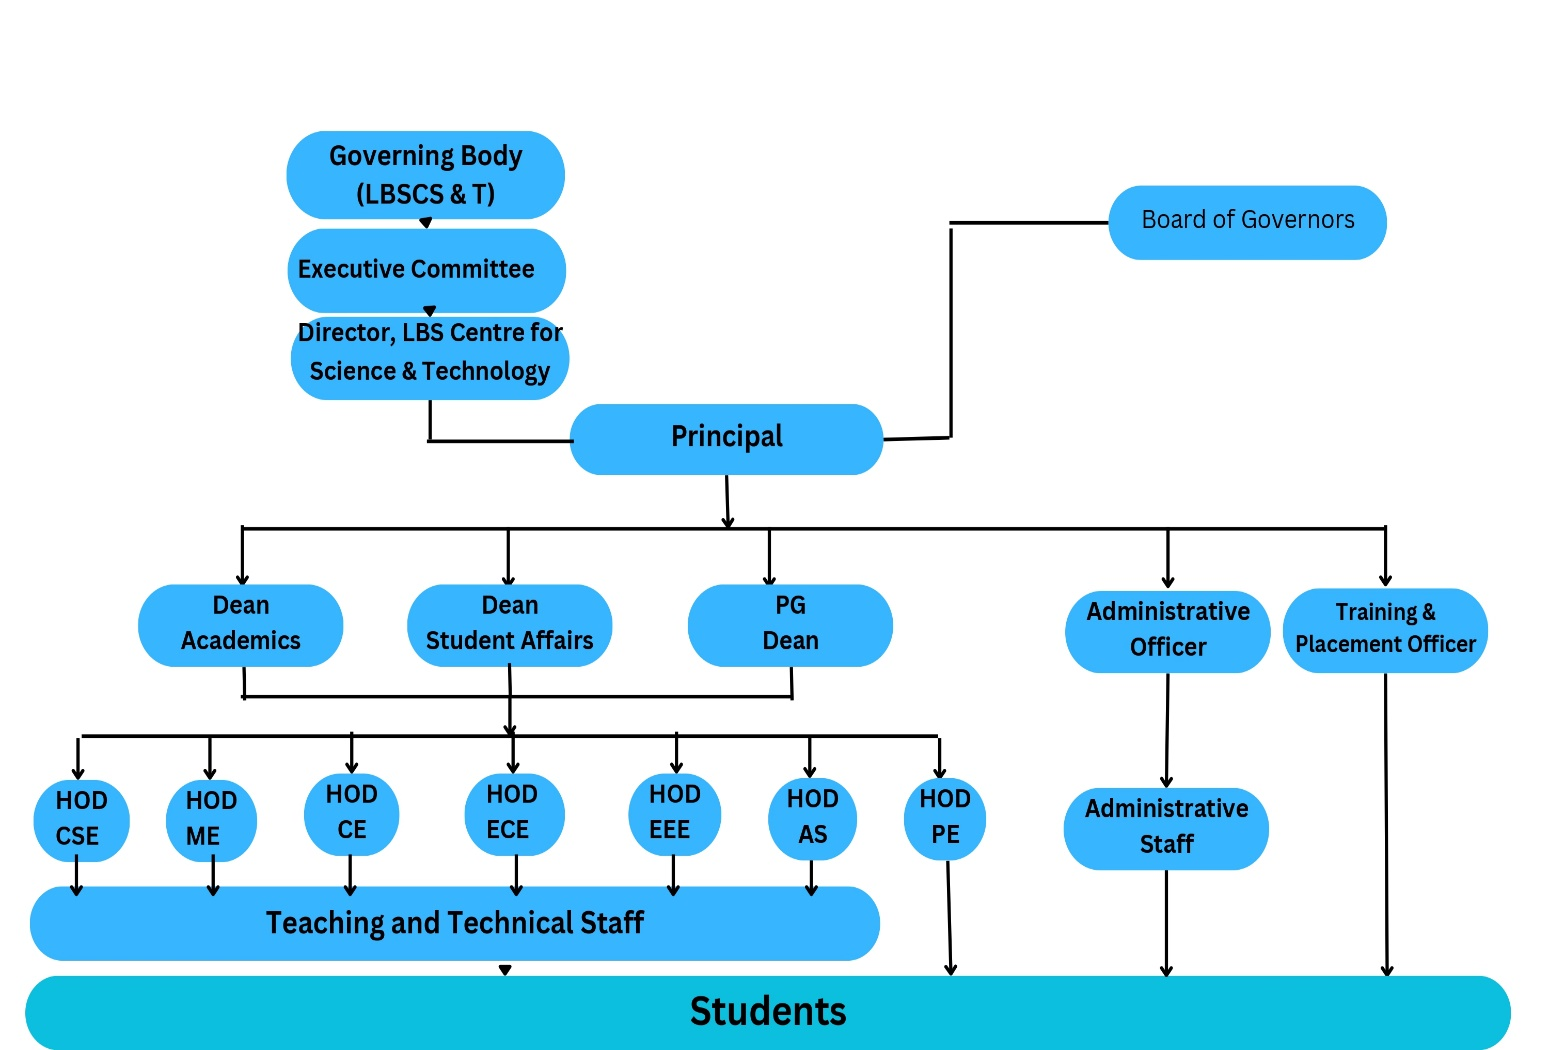 Governing Body
(LBSCS & T)
Board of Governors
Executive Committee
Director, LBS Centre for
Science & Technology
Principal
Dean
Academics
Dean
Student Affairs
PG
Dean
Administrative
Officer
Training &
Placement Officer
HOD
CSE
HOD
ME
HOD
CE
HOD
ECE
HOD
EEE
HOD
AS
HOD
PE
Administrative
Staff
Teaching and Technical Staff
Students